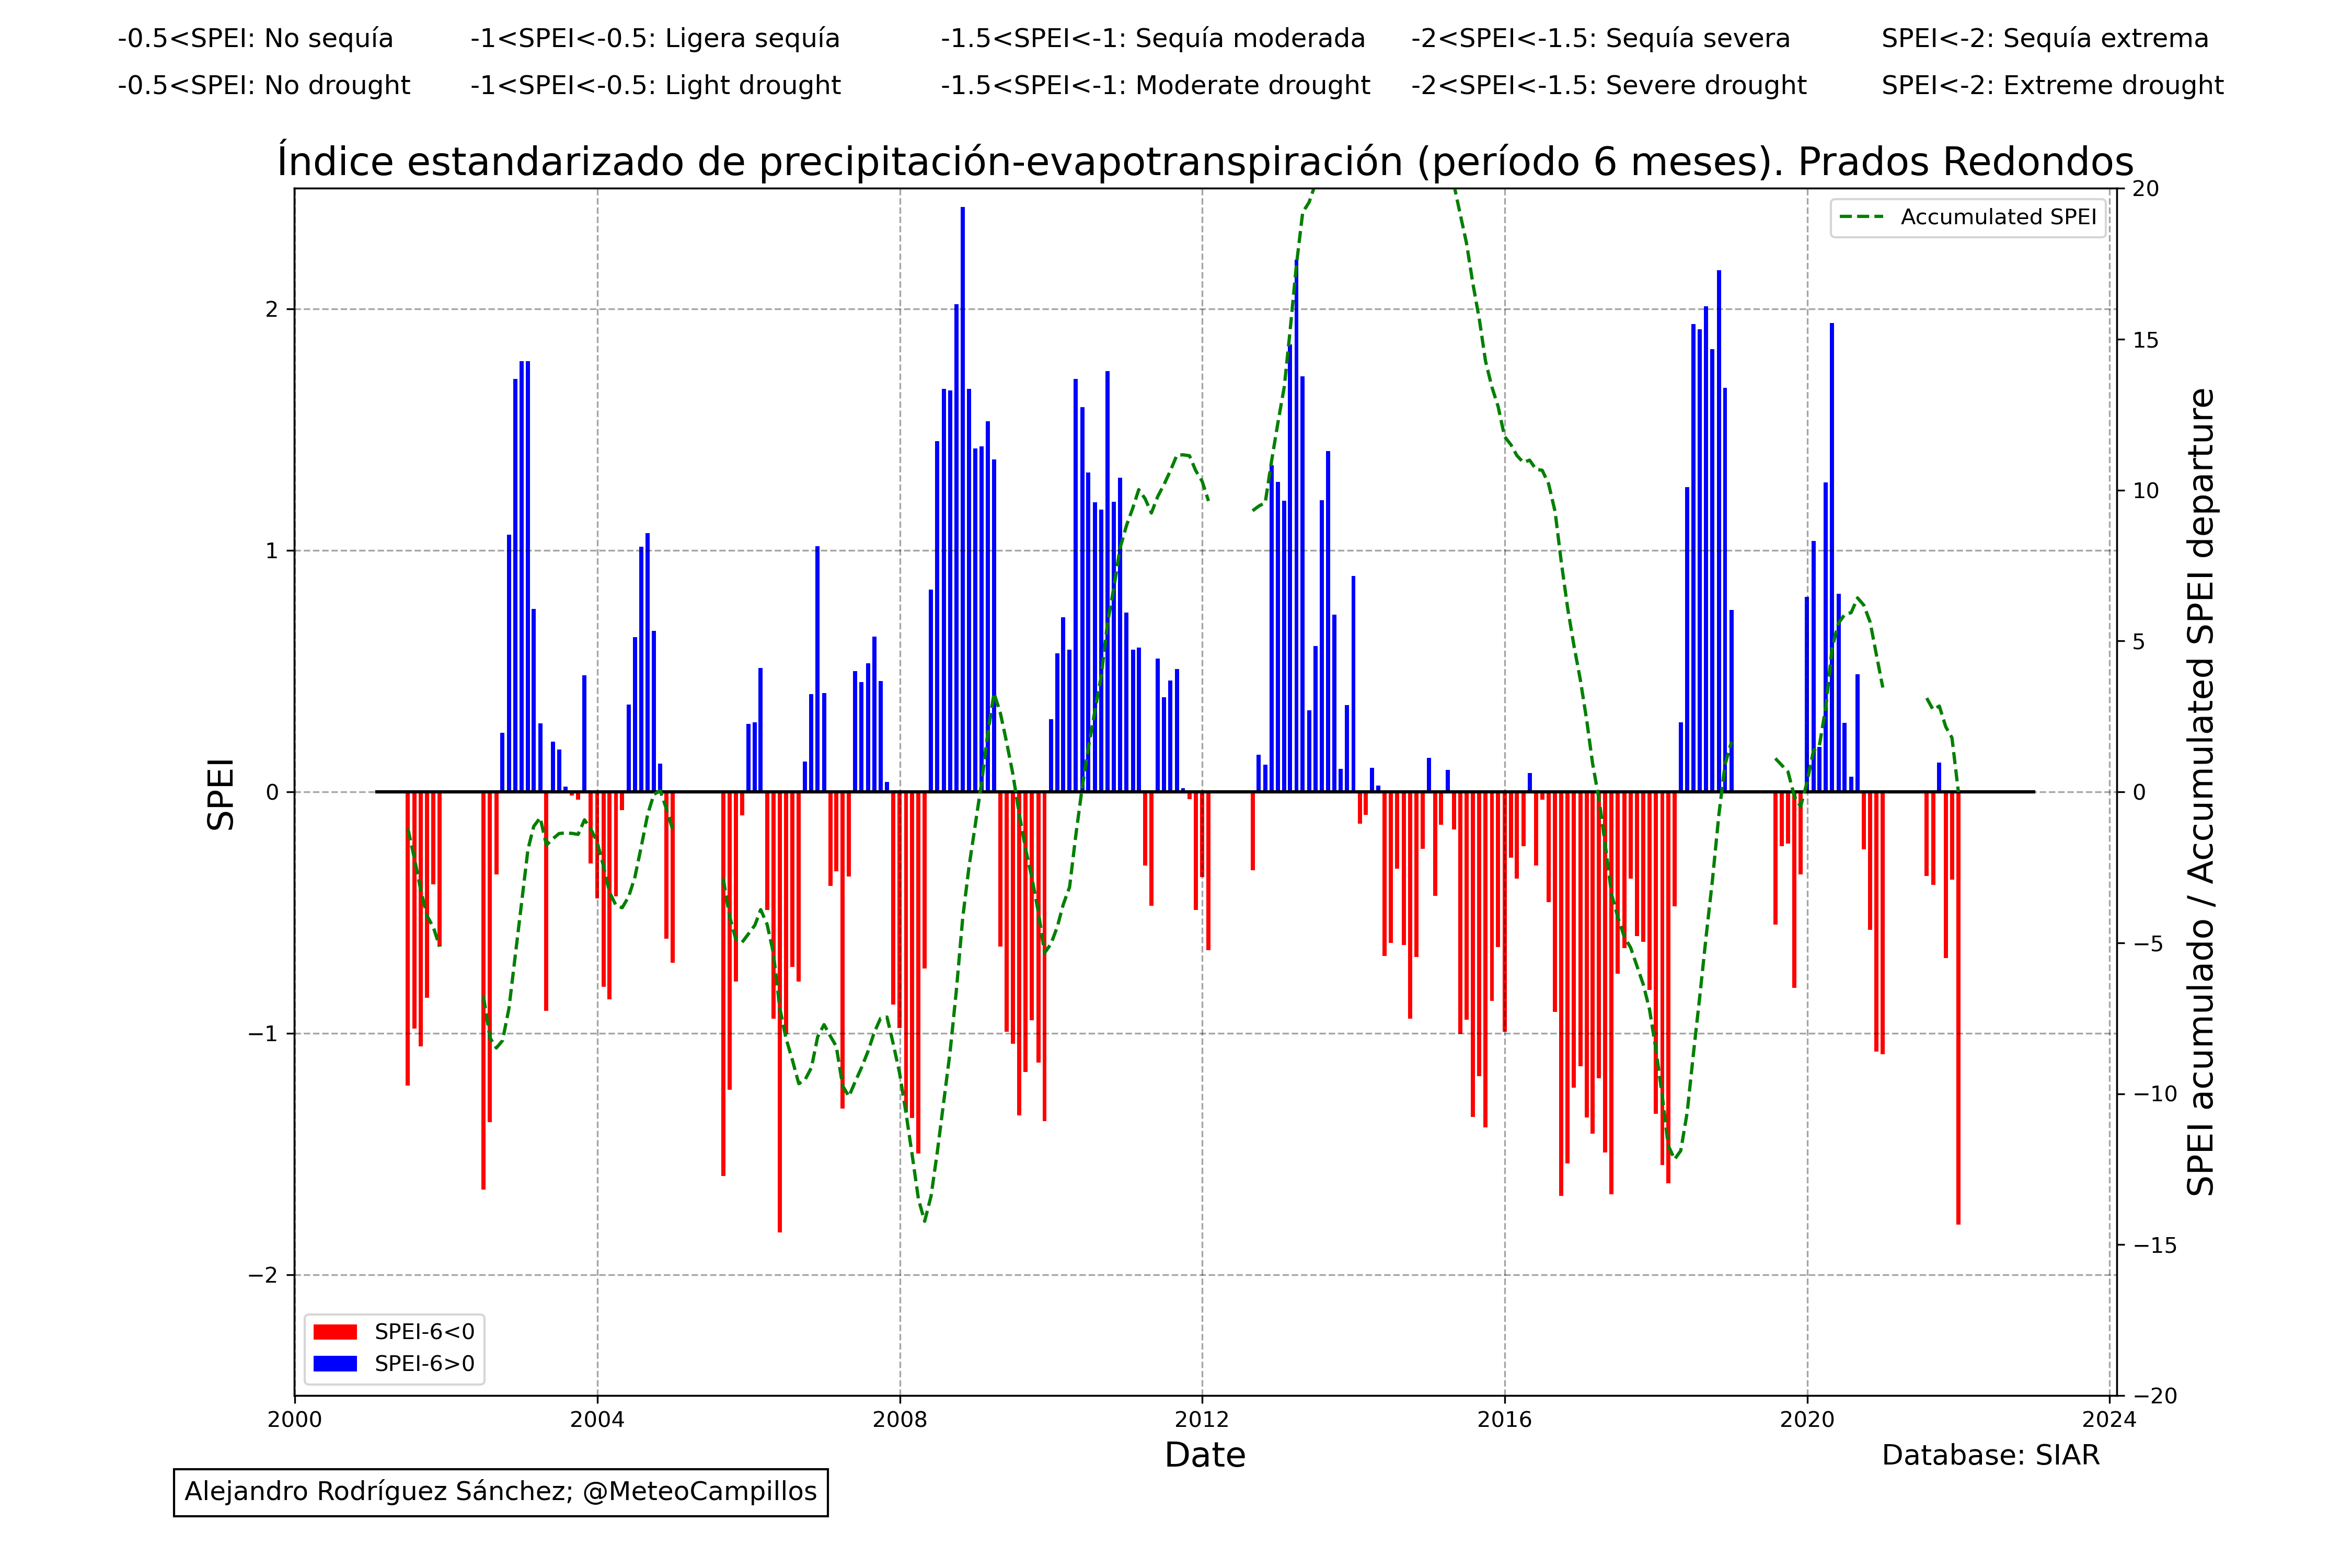 -0.5<SPEI: No sequía -1<SPEI<-0.5: Ligera sequía -1.5<SPEI<-1: Sequía moderada -2<SPEI<-1.5: Sequía severa SPEI<-2: Sequía extrema
-0.5<SPEI: No drought -1<SPEI<-0.5: Light drought -1.5<SPEI<-1: Moderate drought -2<SPEI<-1.5: Severe drought SPEI<-2: Extreme drought
Índice estandarizado de precipitación-evapotranspiración (período 6 meses). Prados Redondos
Accumulated SPEI
SPEI
2
1
0
−1
−2
20
15
10
5
0
−5
−10
−15
−20
SPEI acumulado / Accumulated SPEI departure
SPEI-6<0
SPEI-6>0
2000 2004 2008 2012 2016 2020 2024
Date
Database: SIAR
Alejandro Rodríguez Sánchez; @MeteoCampillos